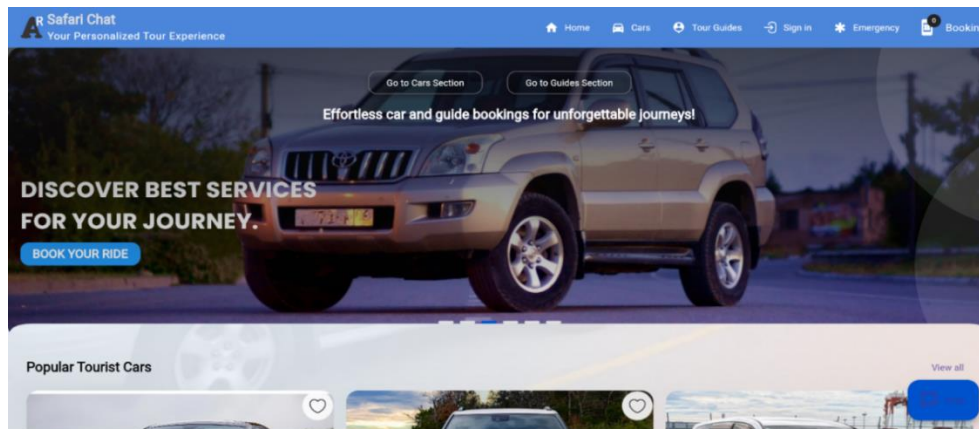 AR Safari Chat
Your Personalized Tour Experience
Home
Cars
Tour Guides
Sign in
Emergency
0
Bookin
Go to Cars Section
Go to Guides Section
Effortless car and guide bookings for unforgettable journeys!
DISCOVER BEST SERVICES
FOR YOUR JOURNEY.
BOOK YOUR RIDE
Popular Tourist Cars
View all